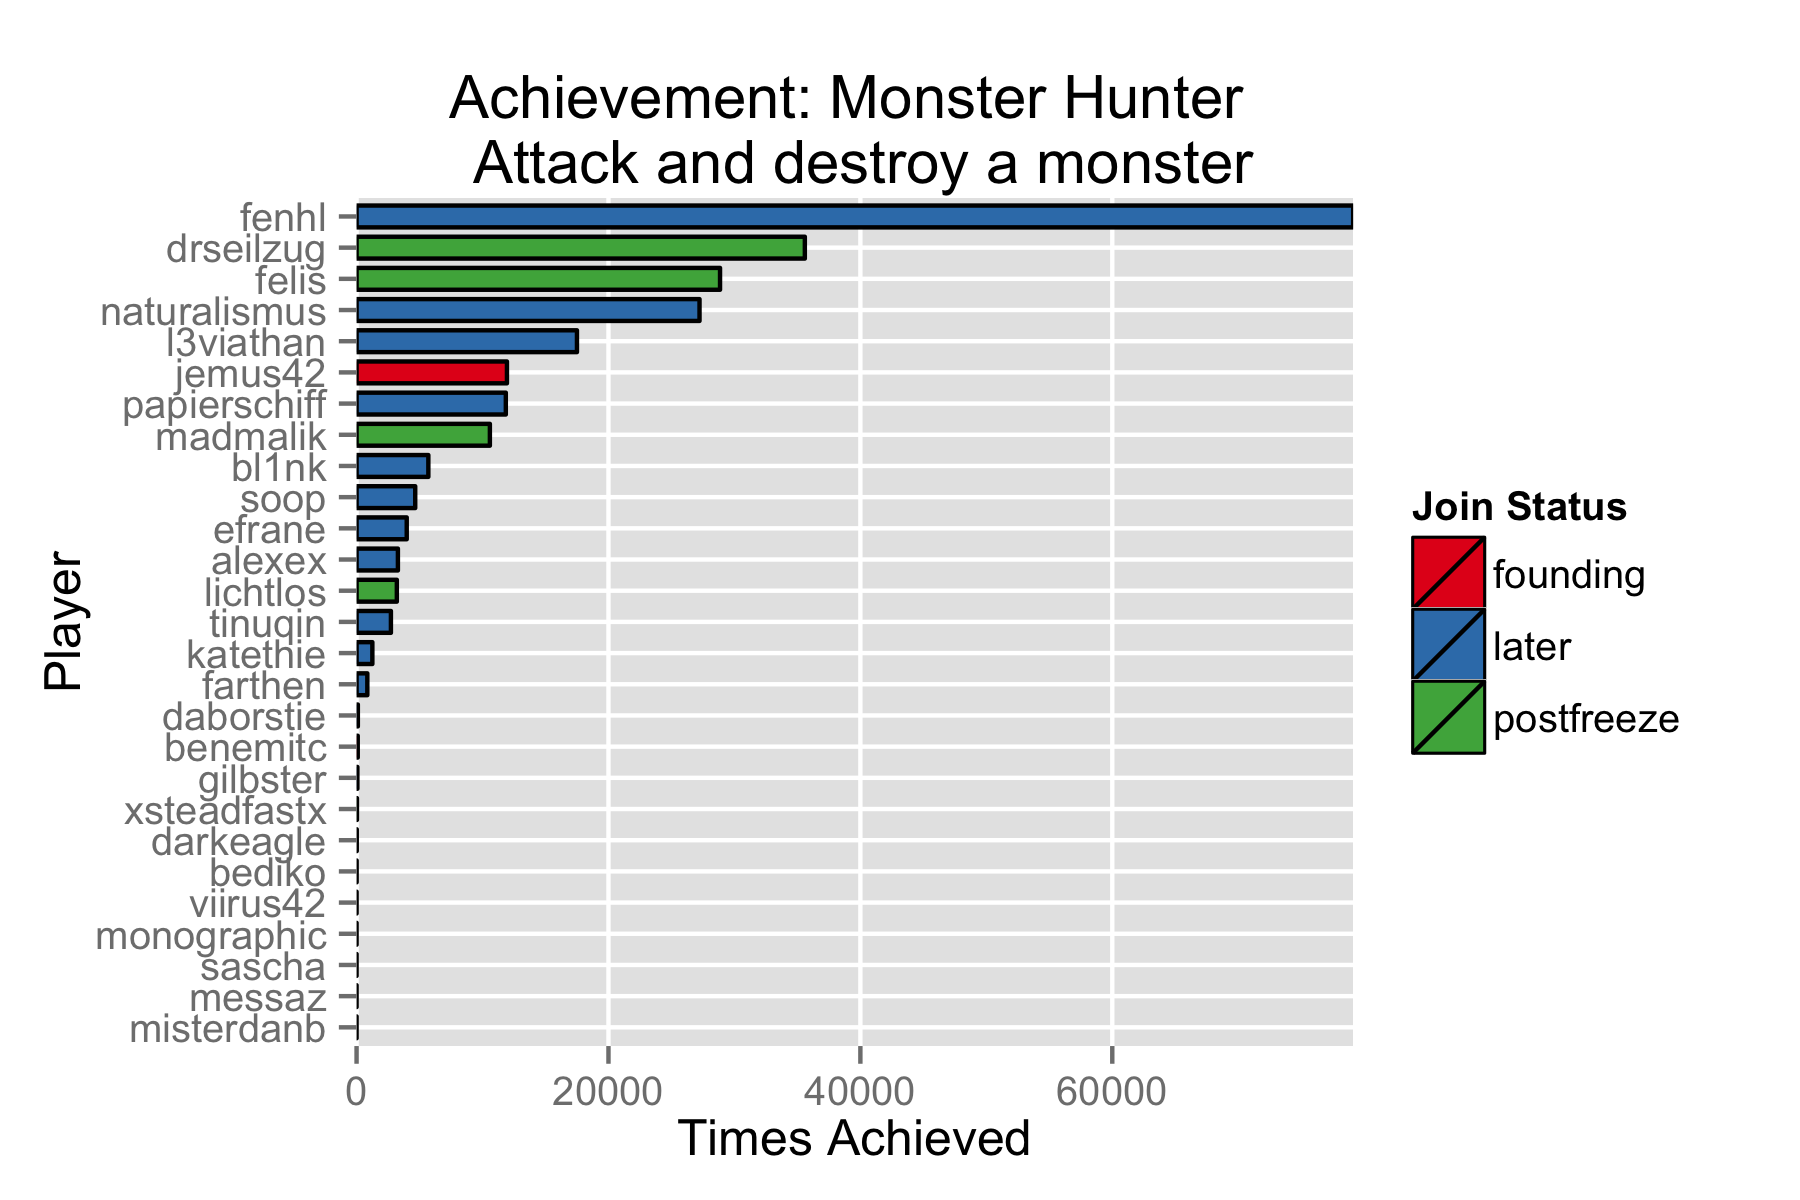 Achievement: Monster Hunter
Attack and destroy a monster
fenhl
drseilzug
felis
naturalismus
l3viathan
jemus42
papierschiff
madmalik
bl1nk
soop
efrane
alexex
lichtlos
tinuqin
katethie
farthen
daborstie
benemitc
gilbster
xsteadfastx
darkeagle
bediko
viirus42
monographic
sascha
messaz
misterdanb
Player
0 20000 40000 60000
Times Achieved
Join Status
founding
later
postfreeze